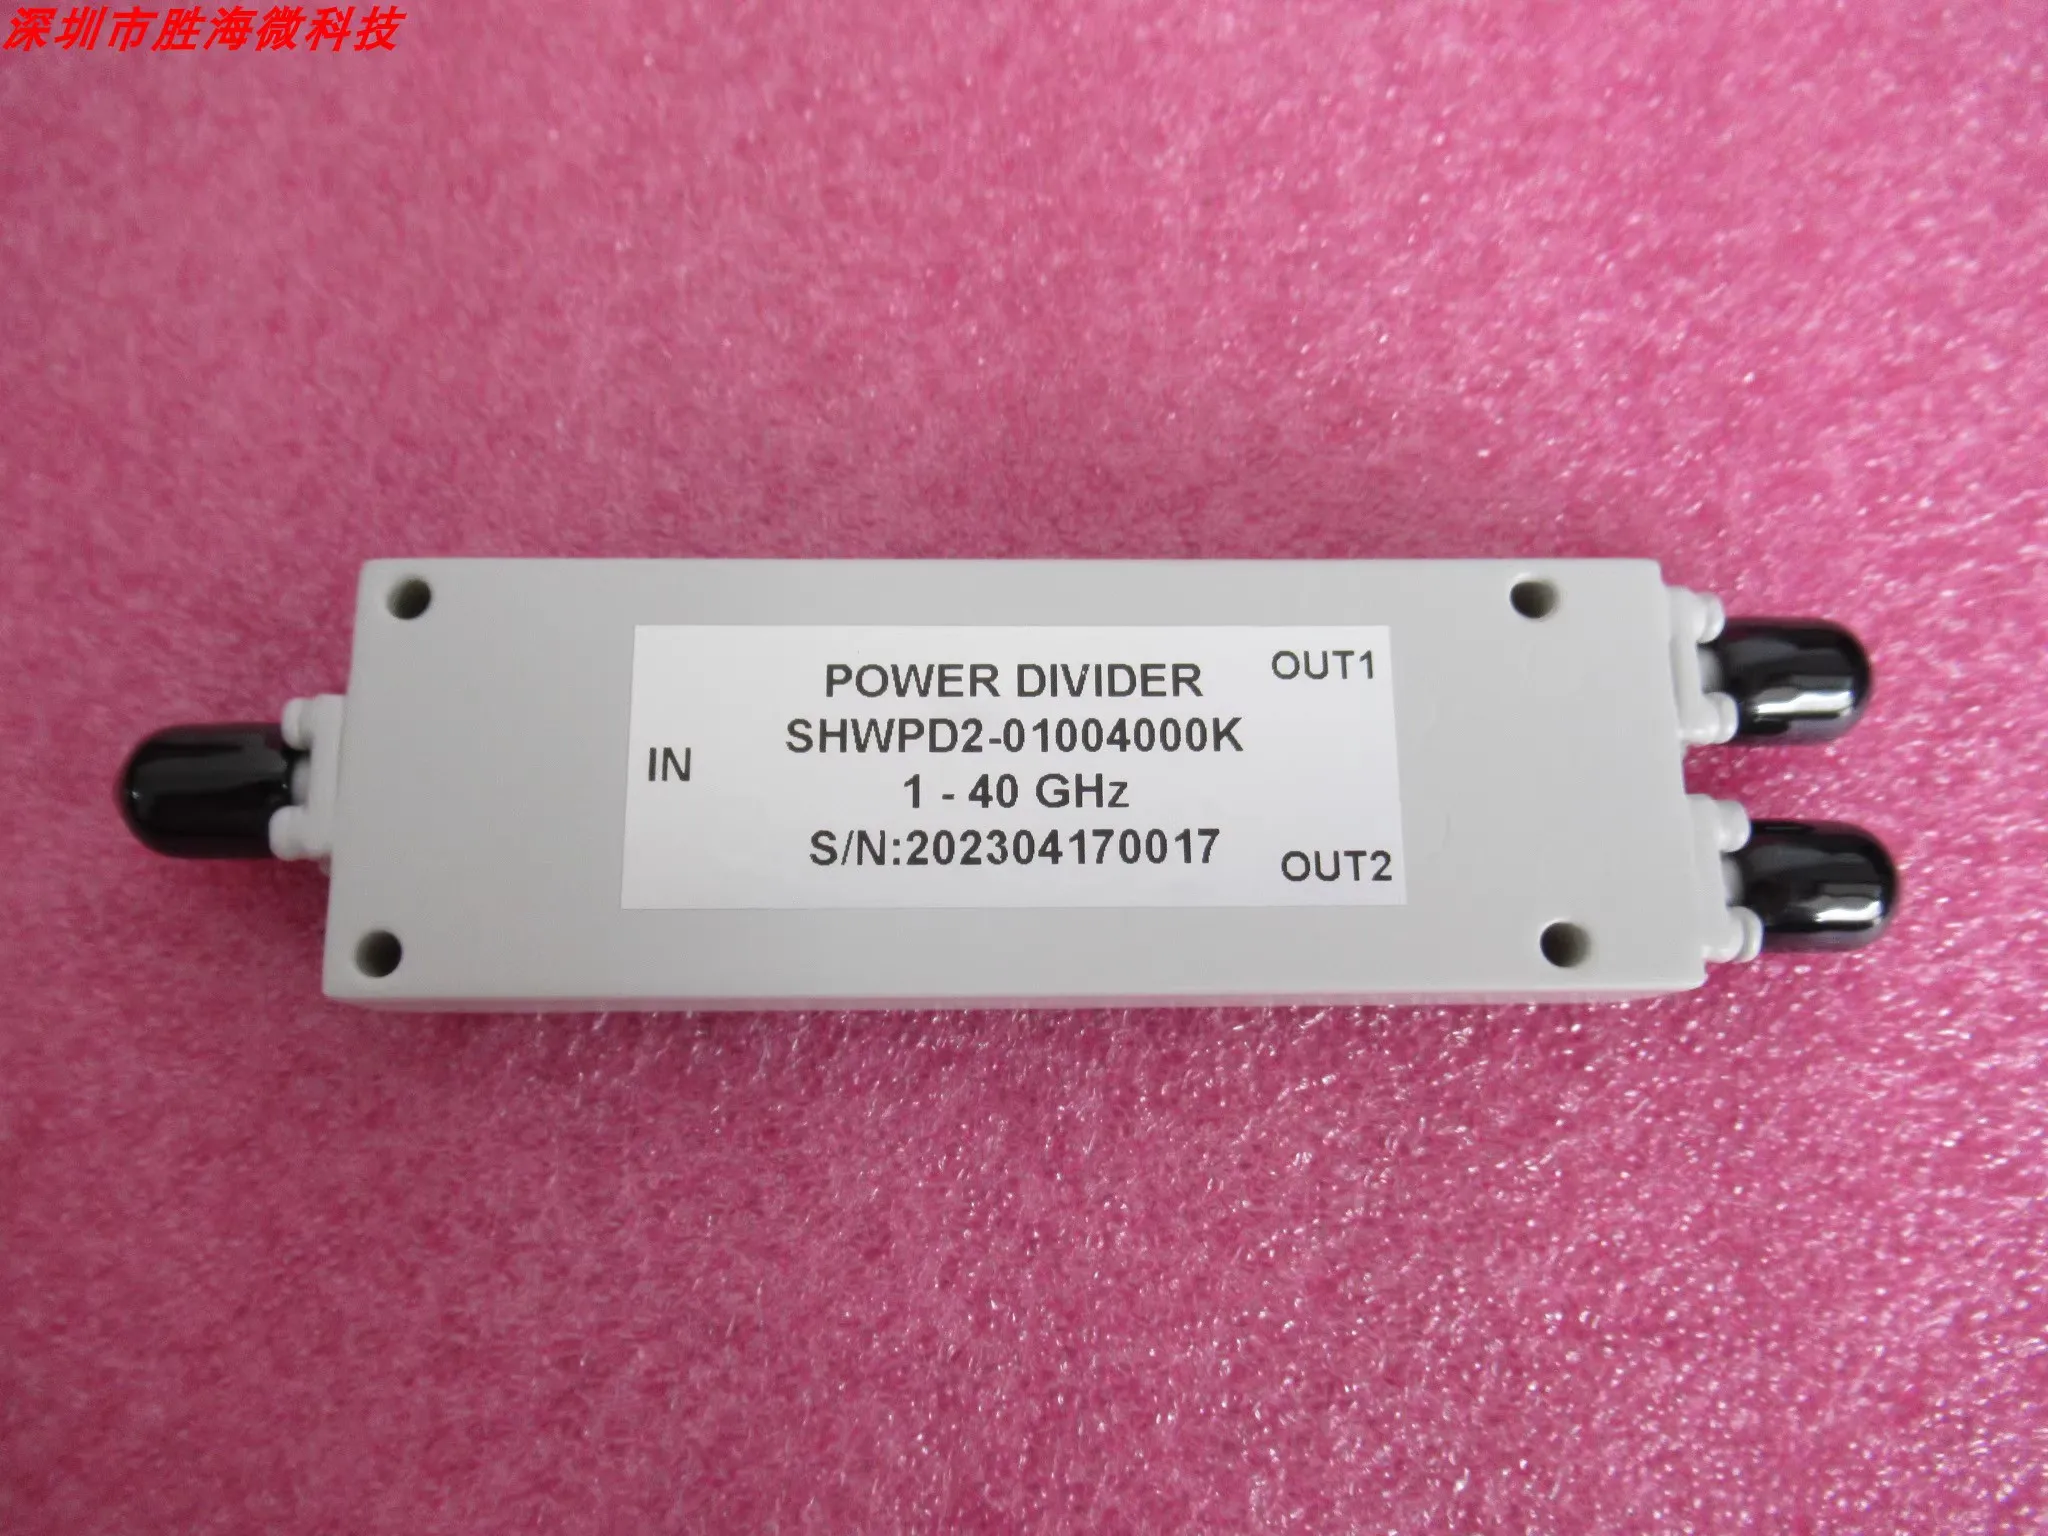 深圳市胜海微科技
POWER DIVIDER
OUT1
SHWPD2-01004000K
IN
1 - 40 GHz
S/N:202304170017
OUT2